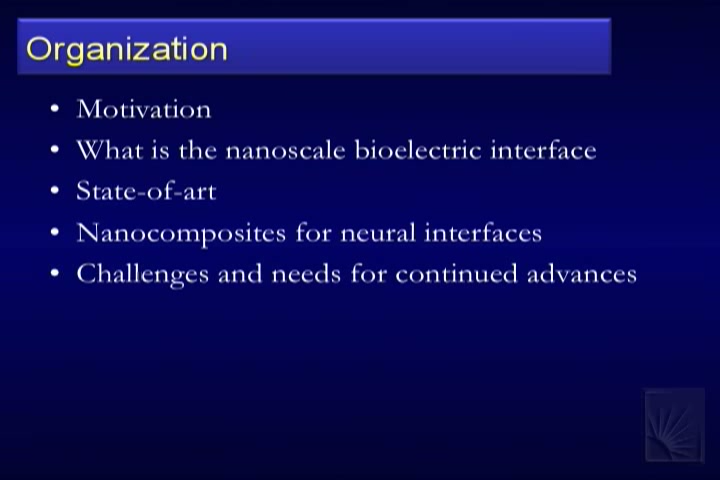 Organization
• Motivation
• What is the nanoscale bioelectric interface
• State-of-art
• Nanocomposites for neural interfaces
• Challenges and needs for continued advances